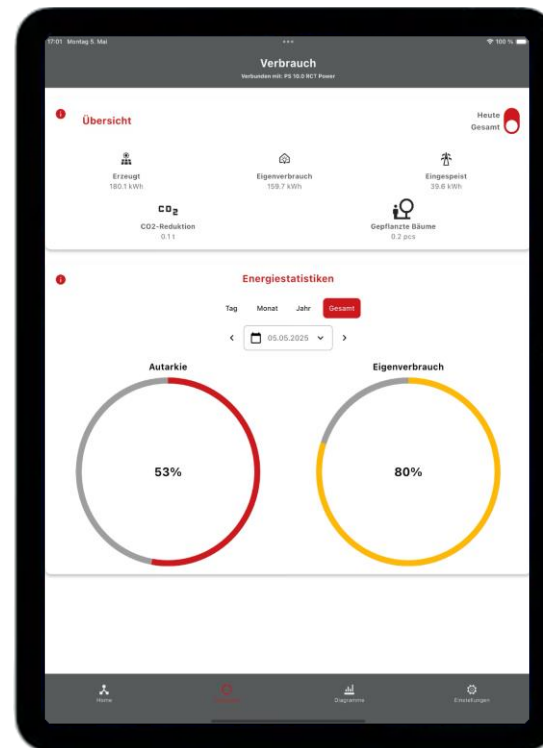 17:01 Montag 5. Mai
100 %
Verbrauch
Verbunden mit: PS 10.0 RCT Power
Übersicht
Heute
Gesamt
Erzeugt
180.1 kWh
Eigenverbrauch
159.7 kWh
Eingespeist
39.6 kWh
CO2
CO2-Reduktion
0.1 t
Gepflanzte Bäume
0.2 pcs
Energiestatistiken
Tag Monat Jahr Gesamt
05.05.2025
Autarkie
53%
Eigenverbrauch
80%
Home
Diagramme
Einstellungen